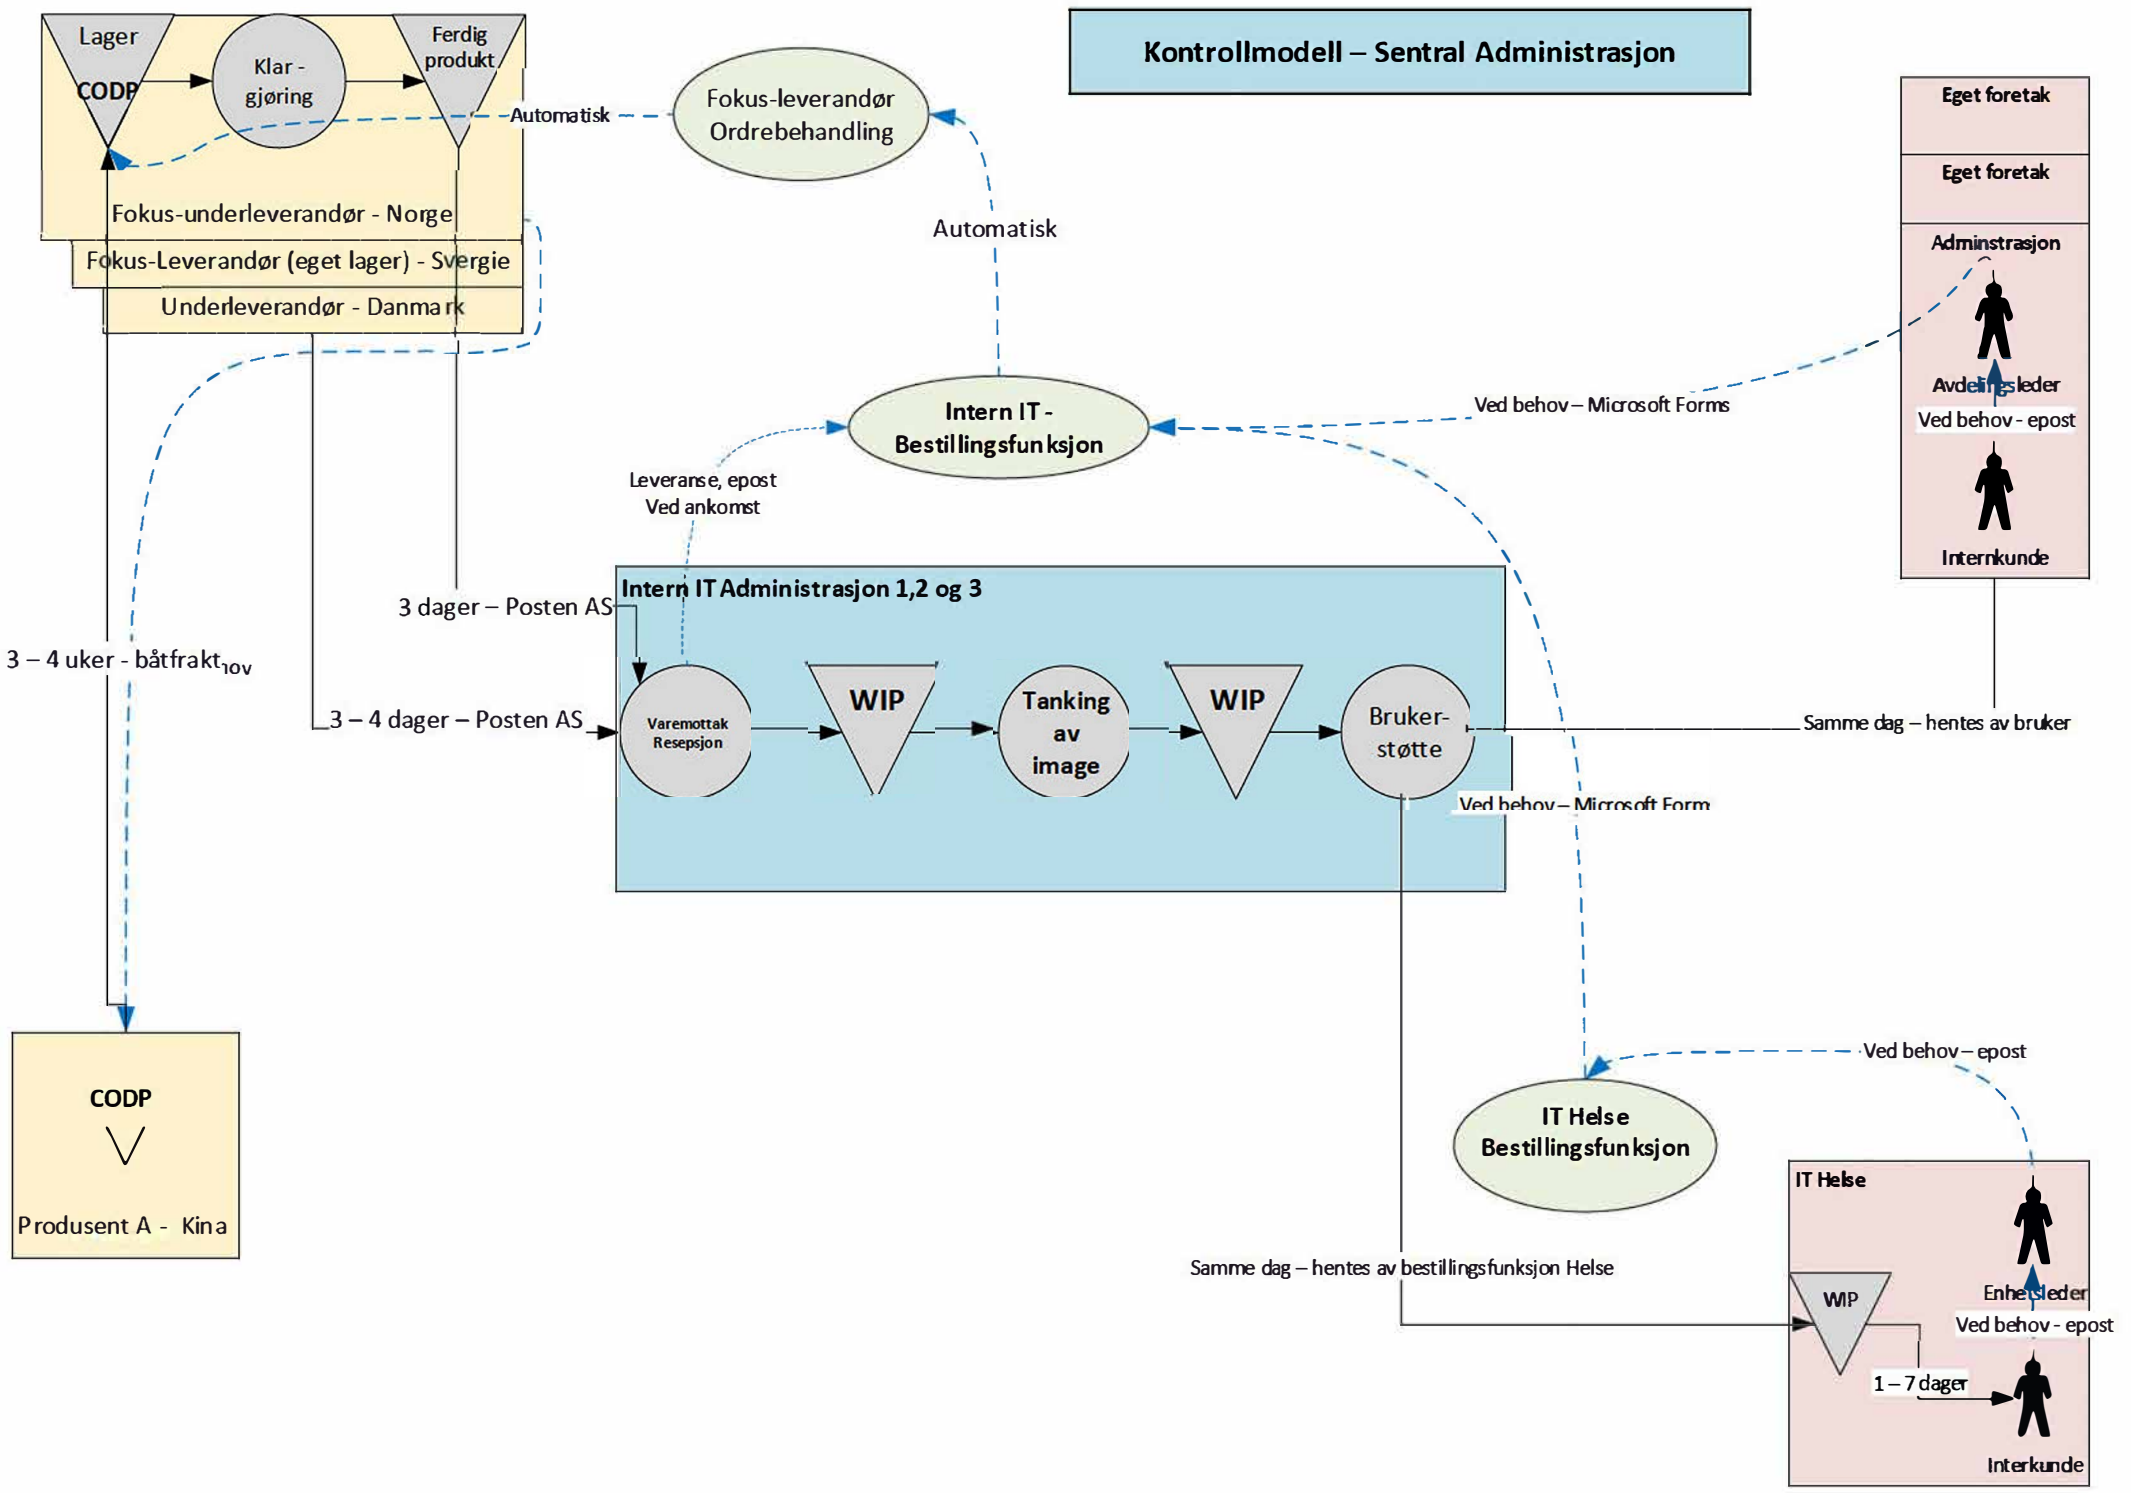 Kontrollmodell – Sentral Administrasjon
Lager
CODP
Klar -
gjøring
Ferdig
produkt
Automatisk
Fokus-leverandør
Ordrebehandling
Fokus-underleverandør - Norge
Fokus-Leverandør (eget lager) - Svergie
Underleverandør - Danmark
Automatisk
Eget foretak
Eget foretak
Adminstrasjon
Avdelingsleder
Ved behov - epost
Internkunde
Intern IT -
Bestillingsfunksjon
Ved behov – Microsoft Forms
Leveranse, epost
Ved ankomst
Intern IT Administrasjon 1,2 og 3
3 dager – Posten AS
3 – 4 uker - båtfrakt
3 – 4 dager – Posten AS
Varemottak
Resepsjon
WIP
Tanking
av
image
WIP
Bruker-
støtte
Samme dag – hentes av bruker
Ved behov – Microsoft Form
CODP
Produsent A - Kina
Ved behov – epost
IT Helse
Bestillingsfunksjon
Samme dag – hentes av bestillingsfunksjon Helse
IT Helse
WIP
Enhetsleder
Ved behov - epost
1 – 7 dager
Interkunde